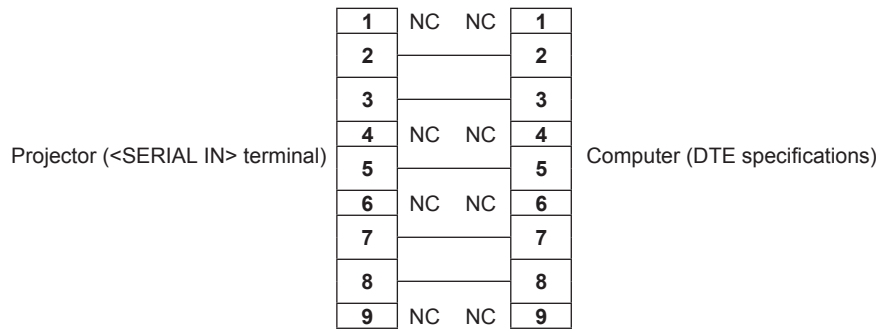 1 NC NC 1
2 2
3 3
4 NC NC 4
Projector (<SERIAL IN> terminal) Computer (DTE specifications)
5 5
6 NC NC 6
7 7
8 8
9 NC NC 9